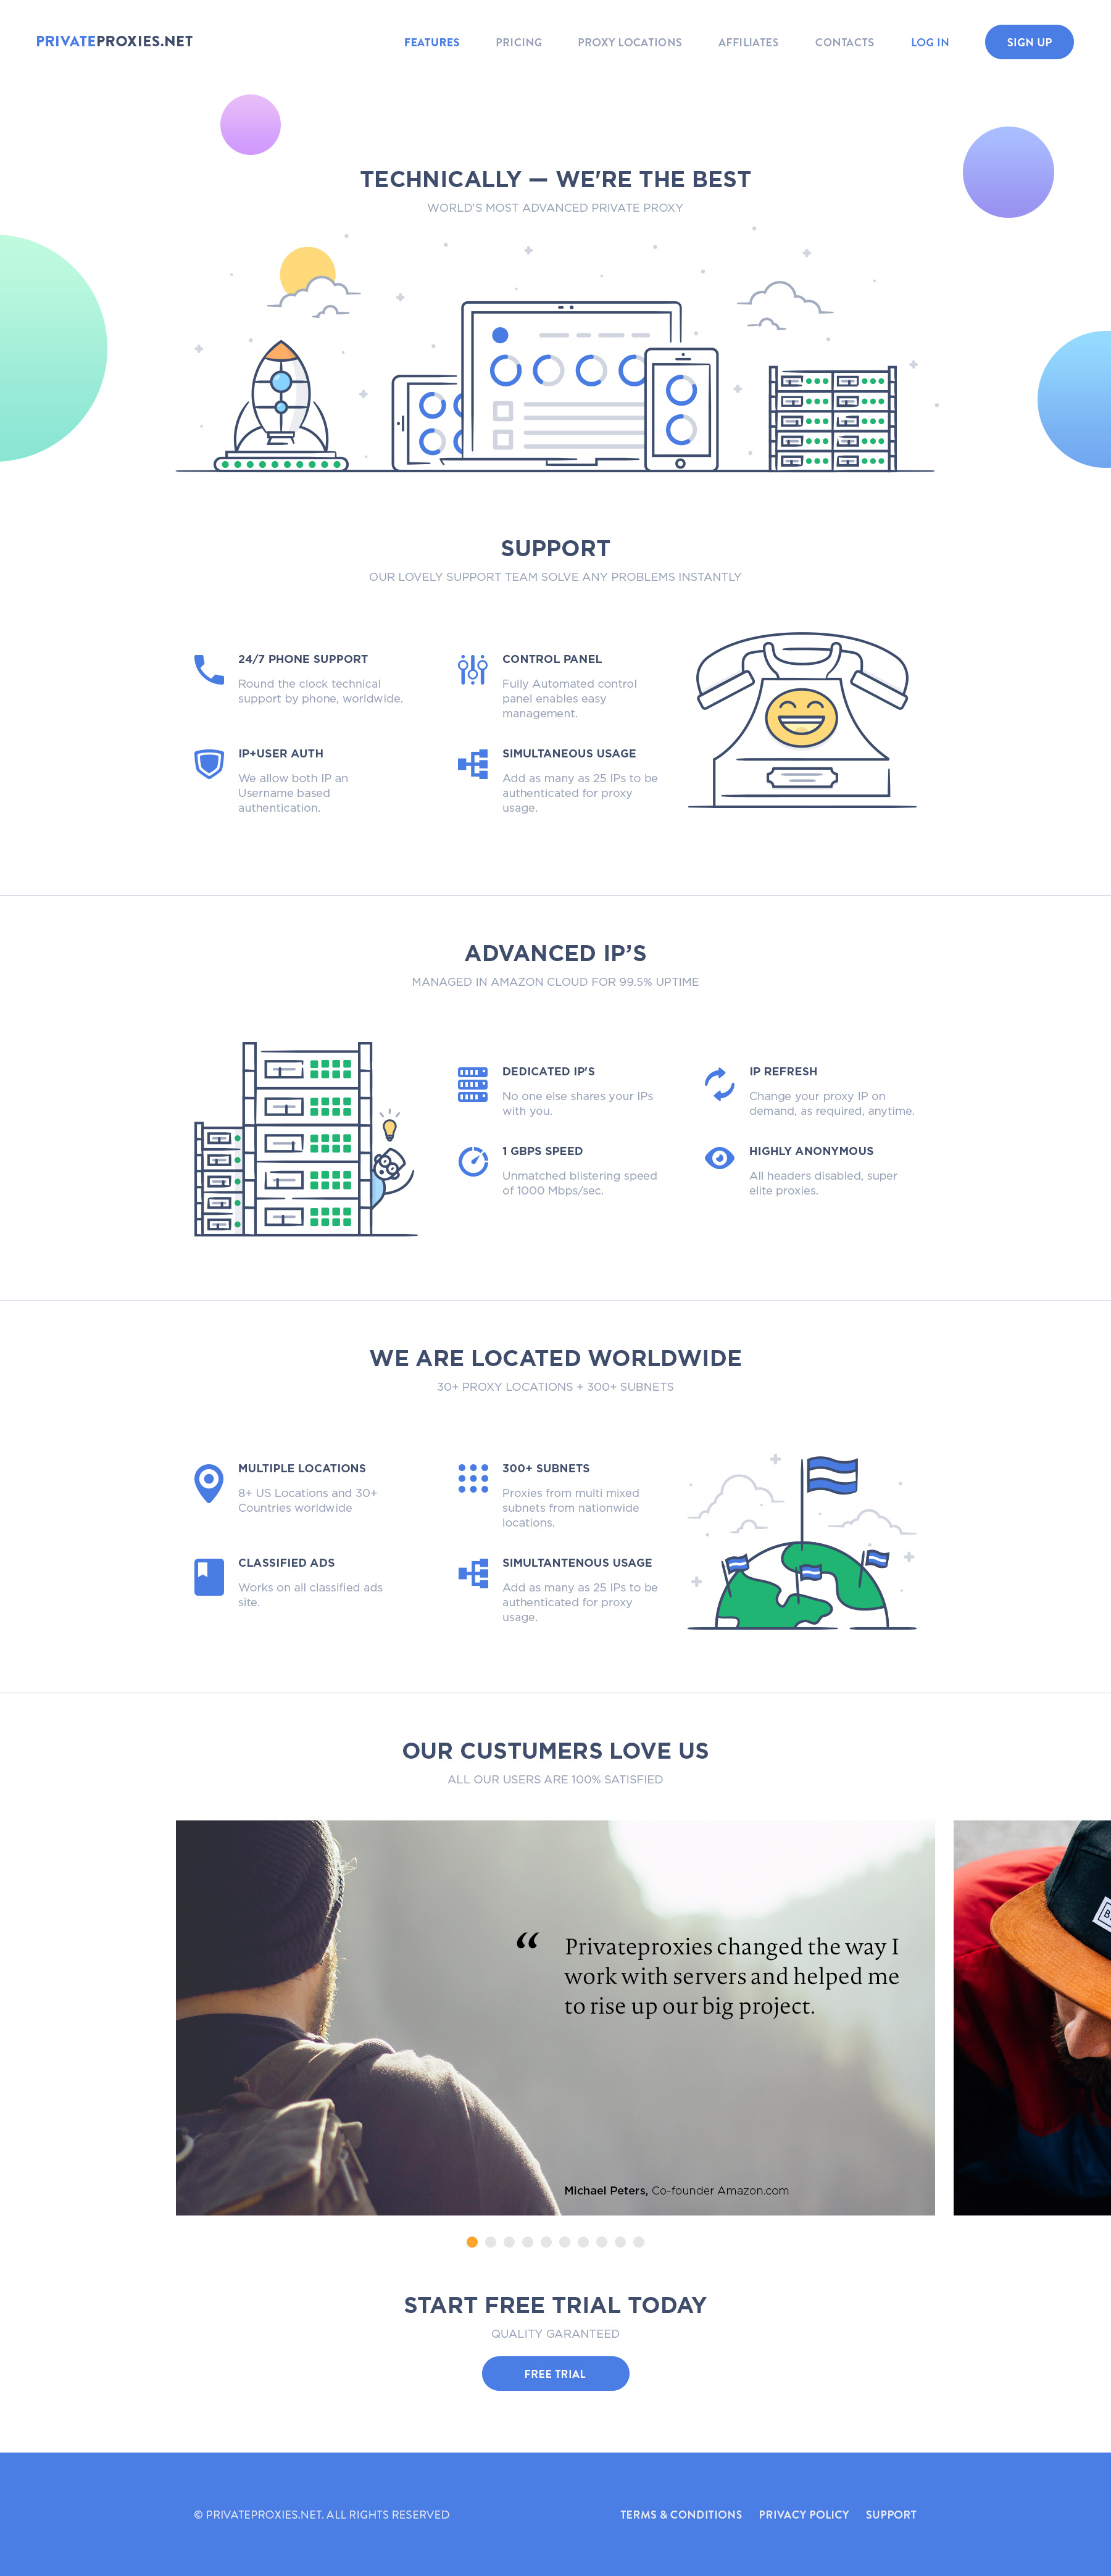 PRIVATEPROXIES.NET
FEATURES
PRICING
PROXY LOCATIONS
AFFILIATES
CONTACTS
LOG IN
SIGN UP
TECHNICALLY — WE'RE THE BEST
WORLD'S MOST ADVANCED PRIVATE PROXY
SUPPORT
OUR LOVELY SUPPORT TEAM SOLVE ANY PROBLEMS INSTANTLY
24/7 PHONE SUPPORT
Round the clock technical
support by phone, worldwide.
CONTROL PANEL
Fully Automated control
panel enables easy
management.
IP+USER AUTH
We allow both IP an
Username based
authentication.
SIMULTANEOUS USAGE
Add as many as 25 IPs to be
authenticated for proxy
usage.
ADVANCED IP’S
MANAGED IN AMAZON CLOUD FOR 99.5% UPTIME
DEDICATED IP'S
No one else shares your IPs
with you.
IP REFRESH
Change your proxy IP on
demand, as required, anytime.
1 GBPS SPEED
Unmatched blistering speed
of 1000 Mbps/sec.
HIGHLY ANONYMOUS
All headers disabled, super
elite proxies.
WE ARE LOCATED WORLDWIDE
30+ PROXY LOCATIONS + 300+ SUBNETS
MULTIPLE LOCATIONS
8+ US Locations and 30+
Countries worldwide
300+ SUBNETS
Proxies from multi mixed
subnets from nationwide
locations.
CLASSIFIED ADS
Works on all classified ads
site.
SIMULTANTENOUS USAGE
Add as many as 25 IPs to be
authenticated for proxy
usage.
OUR CUSTUMERS LOVE US
ALL OUR USERS ARE 100% SATISFIED
“ Privateproxies changed the way I
work with servers and helped me
to rise up our big project.
Michael Peters, Co-founder Amazon.com
START FREE TRIAL TODAY
QUALITY GARANTEED
FREE TRIAL
© PRIVATEPROXIES.NET. ALL RIGHTS RESERVED
TERMS & CONDITIONS
PRIVACY POLICY
SUPPORT